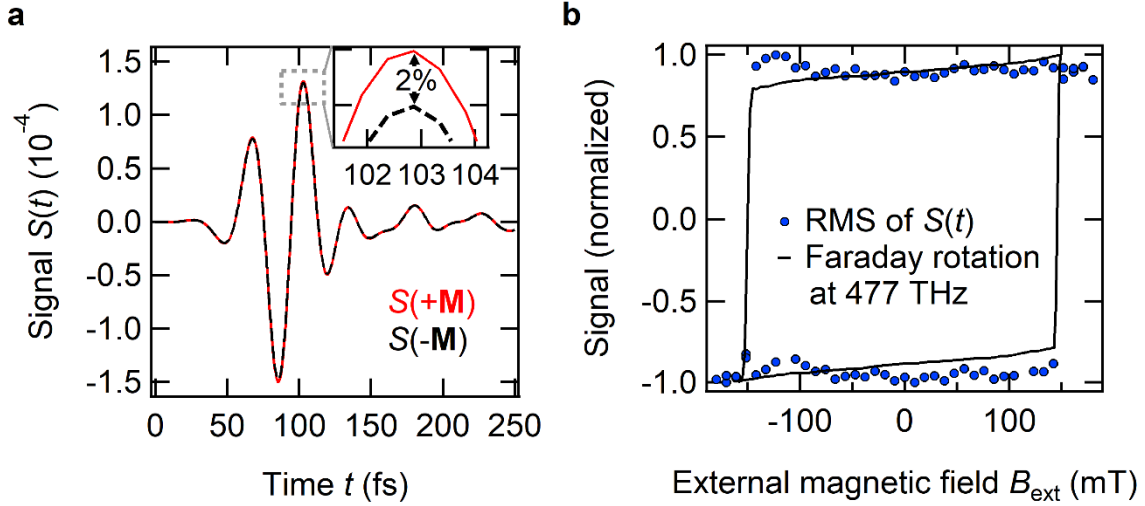 a
Signal S(t) (10⁻⁴)
1.5
1.0
0.5
0.0
-0.5
-1.0
-1.5
2%
102 103 104
S(+M)
S(-M)
0 50 100 150 200 250
Time t (fs)
b
Signal (normalized)
1.0
0.5
0.0
-0.5
-1.0
RMS of S(t)
Faraday rotation
at 477 THz
-100 0 100
External magnetic field Bext (mT)